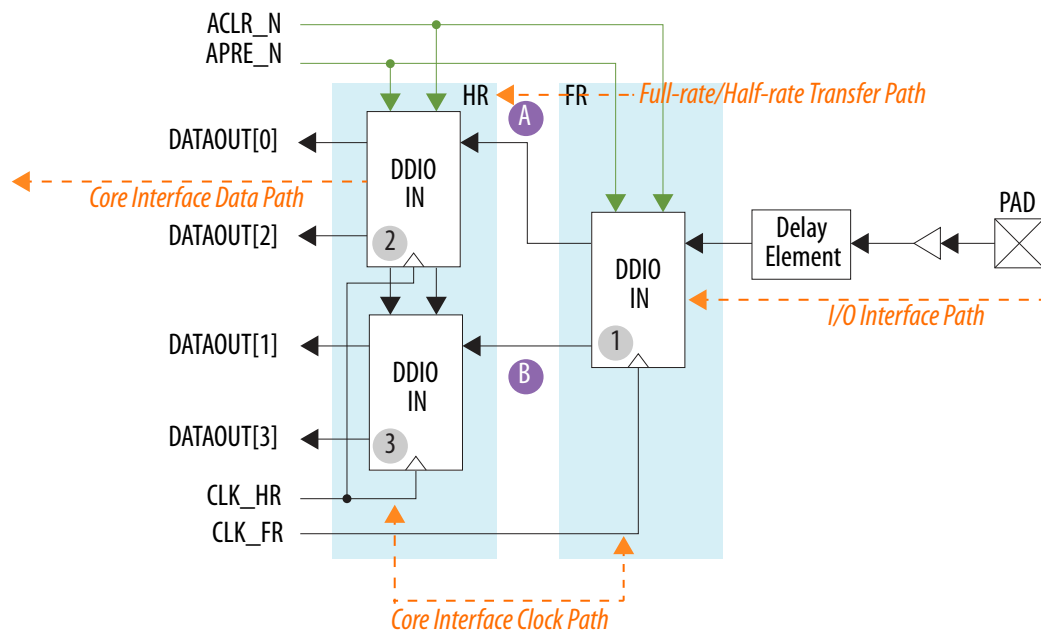 ACLR_N
APRE_N
HR
FR
Full-rate/Half-rate Transfer Path
A
DATAOUT[0]
DDIO
IN
Core Interface Data Path
PAD
Delay
Element
DATAOUT[2]
2
DDIO
IN
I/O Interface Path
DATAOUT[1]
1
DDIO
IN
B
DATAOUT[3]
3
CLK_HR
CLK_FR
Core Interface Clock Path